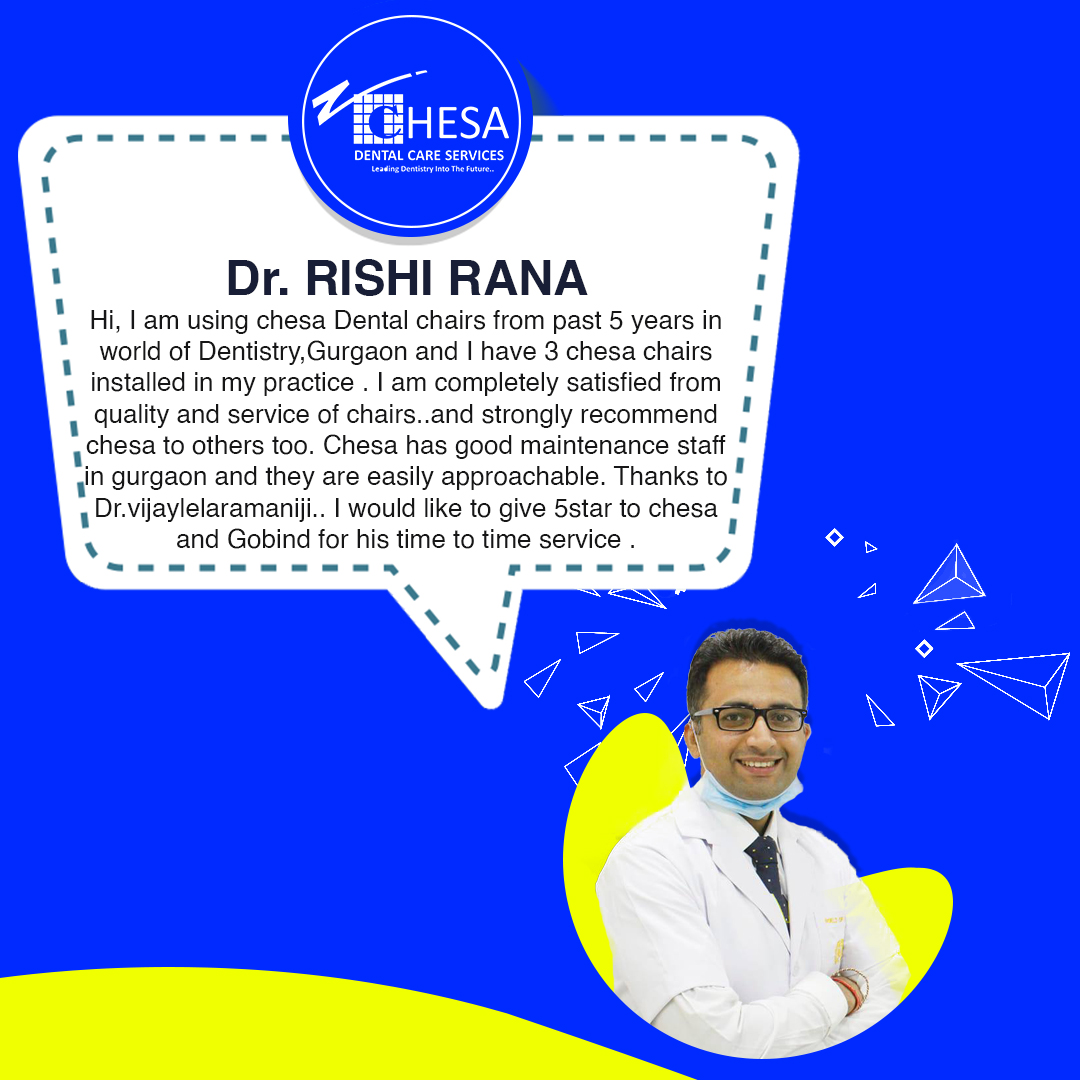 CHESA
DENTAL CARE SERVICES
Leading Dentistry Into The Future..
Dr. RISHI RANA
Hi, I am using chesa Dental chairs from past 5 years in
world of Dentistry,Gurgaon and I have 3 chesa chairs
installed in my practice . I am completely satisfied from
quality and service of chairs..and strongly recommend
chesa to others too. Chesa has good maintenance staff
in gurgaon and they are easily approachable. Thanks to
Dr.vijaylelaramaniji.. I would like to give 5star to chesa
and Gobind for his time to time service .